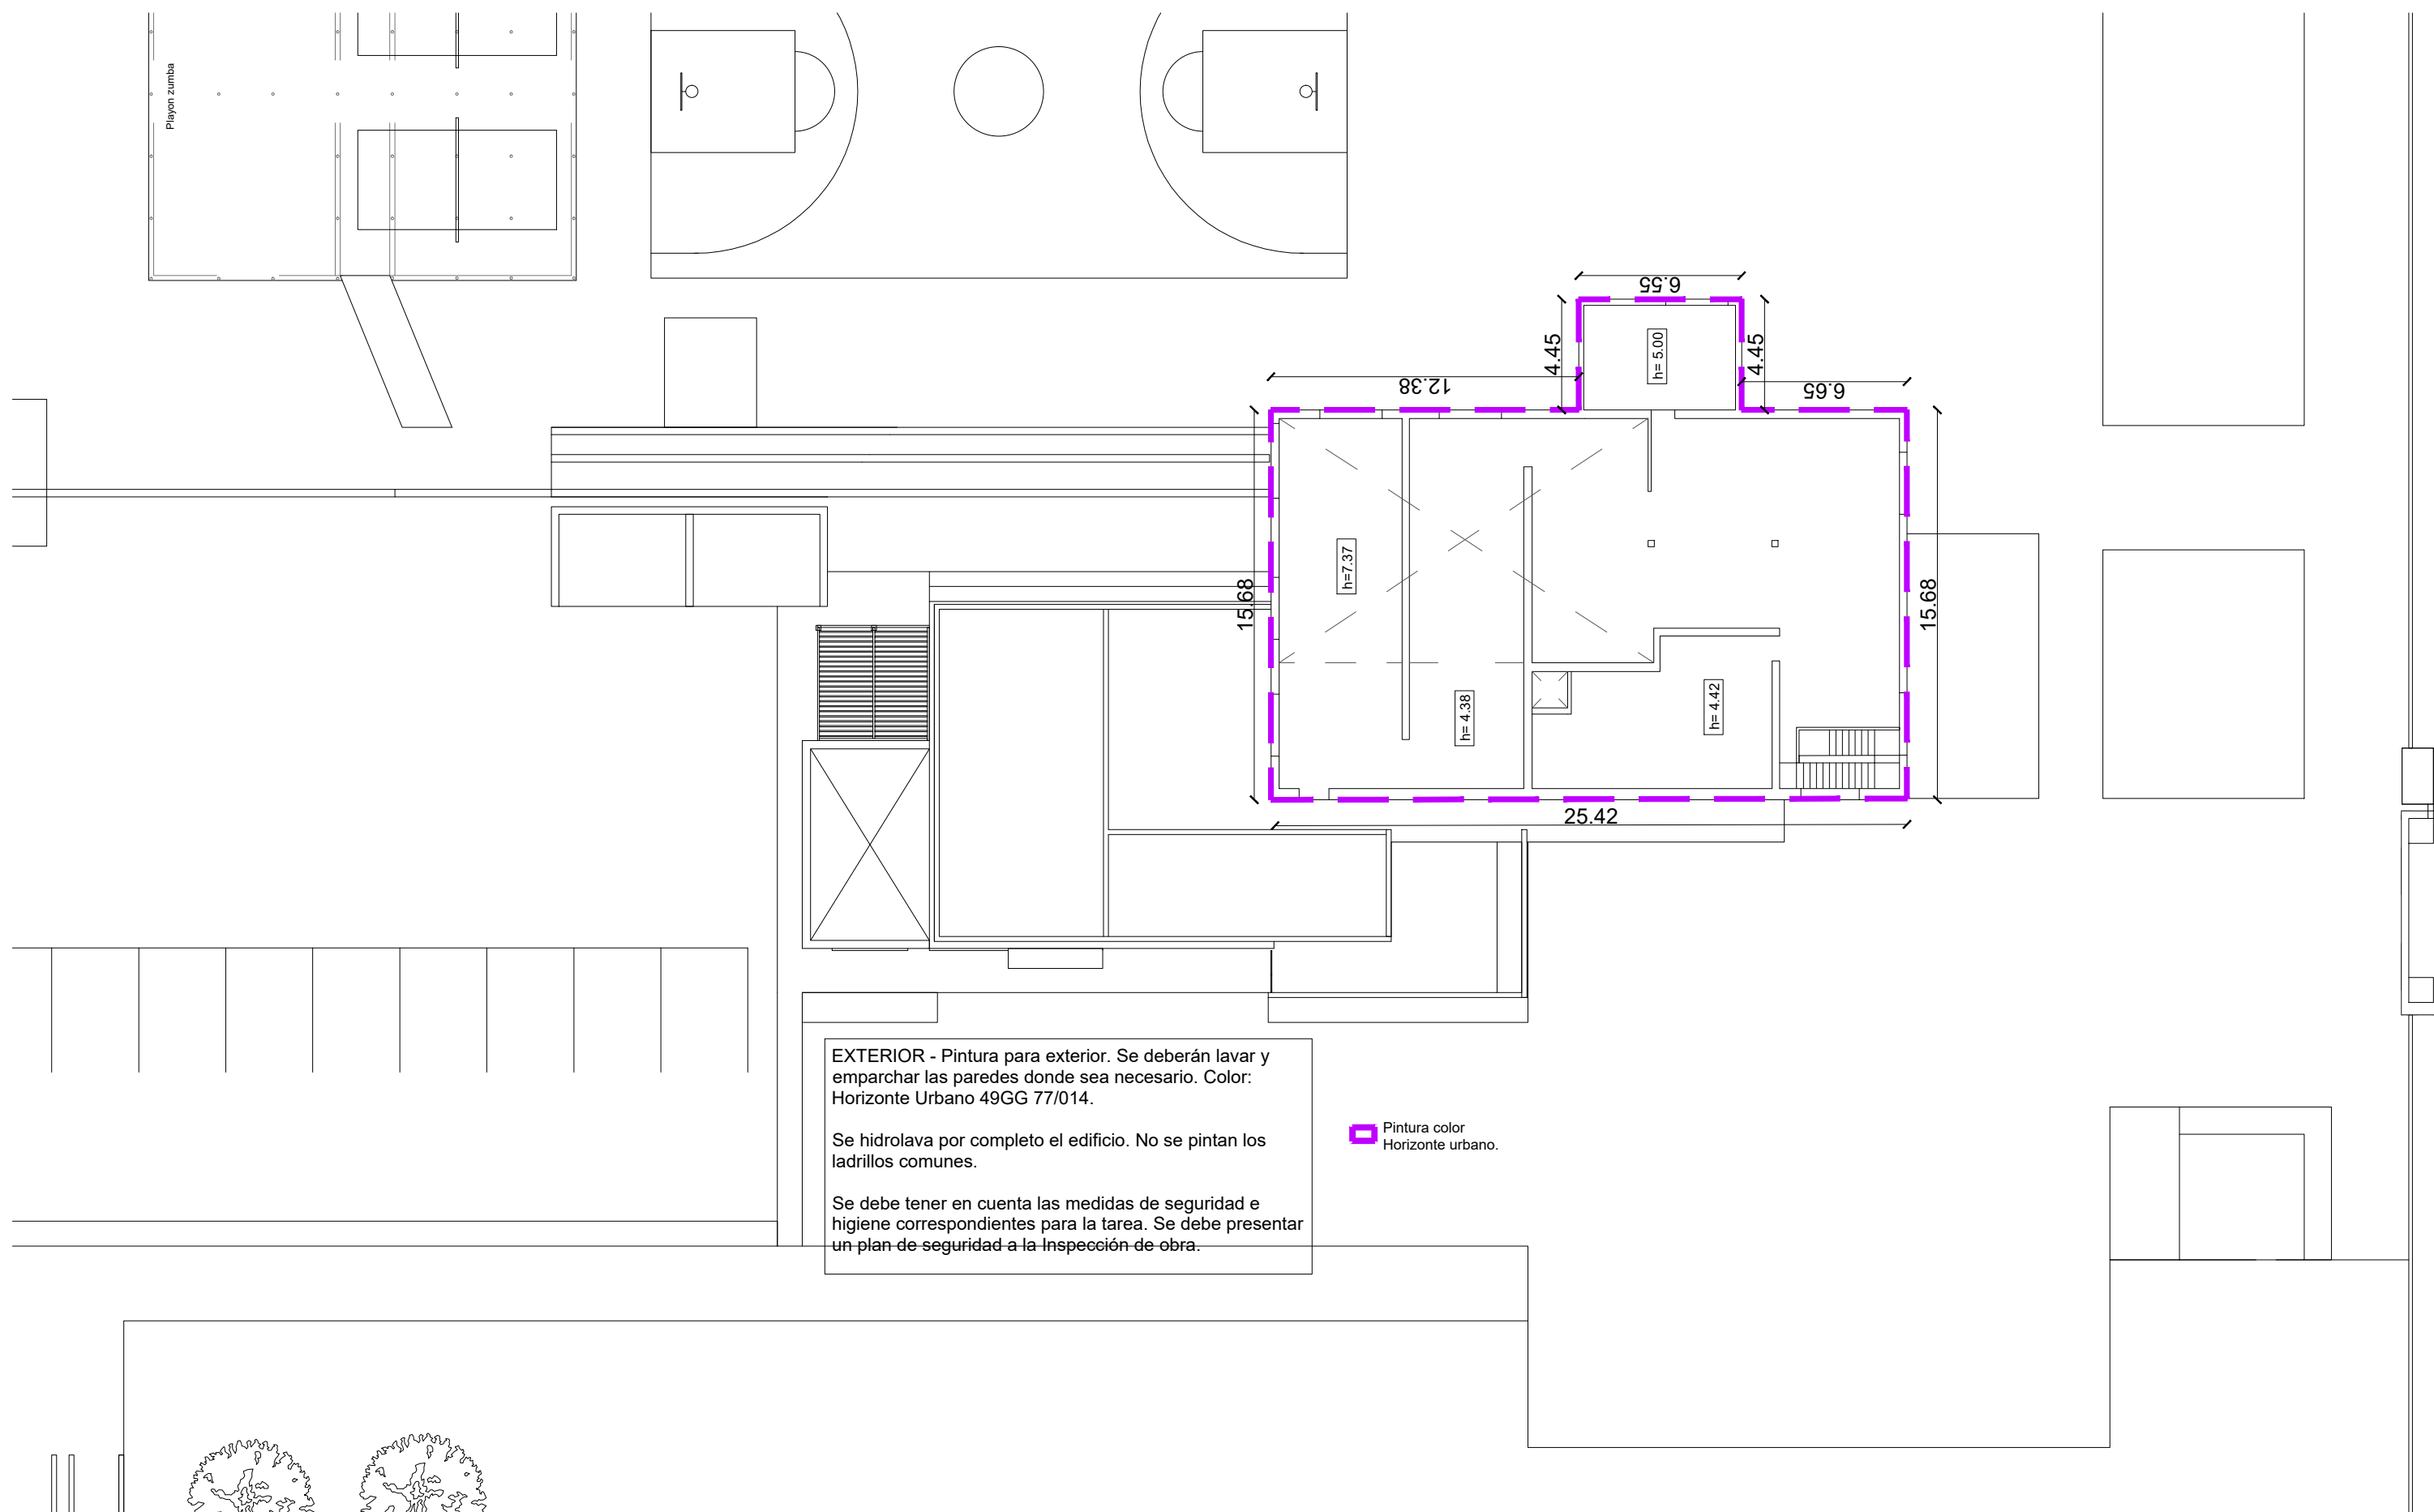 Playon zumba
6.55
4.45
h= 5.00
4.45
12.38
6.65
h=7.37
15.68
15.68
h= 4.38
h= 4.42
25.42
EXTERIOR - Pintura para exterior. Se deberán lavar y
emparchar las paredes donde sea necesario. Color:
Horizonte Urbano 49GG 77/014.
Se hidrolava por completo el edificio. No se pintan los
ladrillos comunes.
Se debe tener en cuenta las medidas de seguridad e
higiene correspondientes para la tarea. Se debe presentar
un plan de seguridad a la Inspección de obra.
Pintura color
Horizonte urbano.